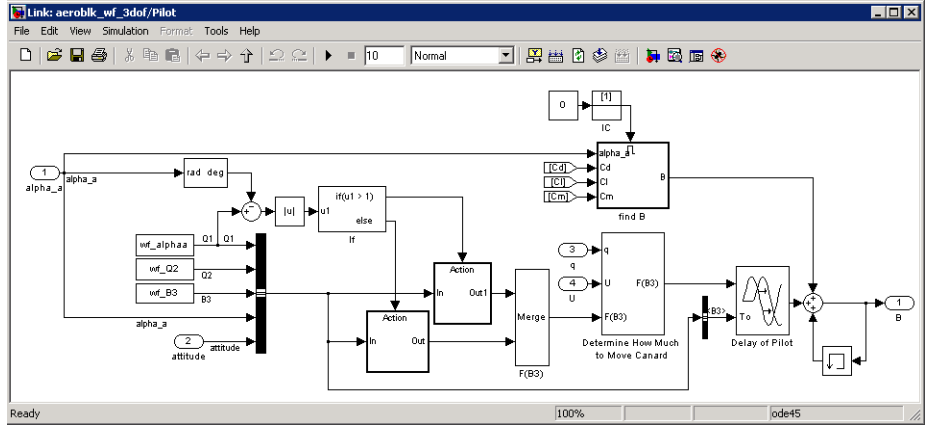 Link: aeroblk_wf_3dof/Pilot
File Edit View Simulation Format Tools Help
10 Normal
0
[1]
IC
alpha_a
Cd
Cl
Cm
B
find B
[Cd]
[Cl]
[Cm]
1
alpha_a
alpha_a
rad deg
|u|
u1
if(u1 > 1)
else
If
wf_alphaa
Q1
Q1
wf_Q2
Q2
wf_B3
B3
alpha_a
2
attitude
attitude
Action
In
Out1
Action
In
Out
Merge
F(B3)
3
q
4
U
q
U
F(B3)
F(B3)
Determine How Much
to Move Canard
<B3>
To
Delay of Pilot
1
B
Ready
100%
ode45